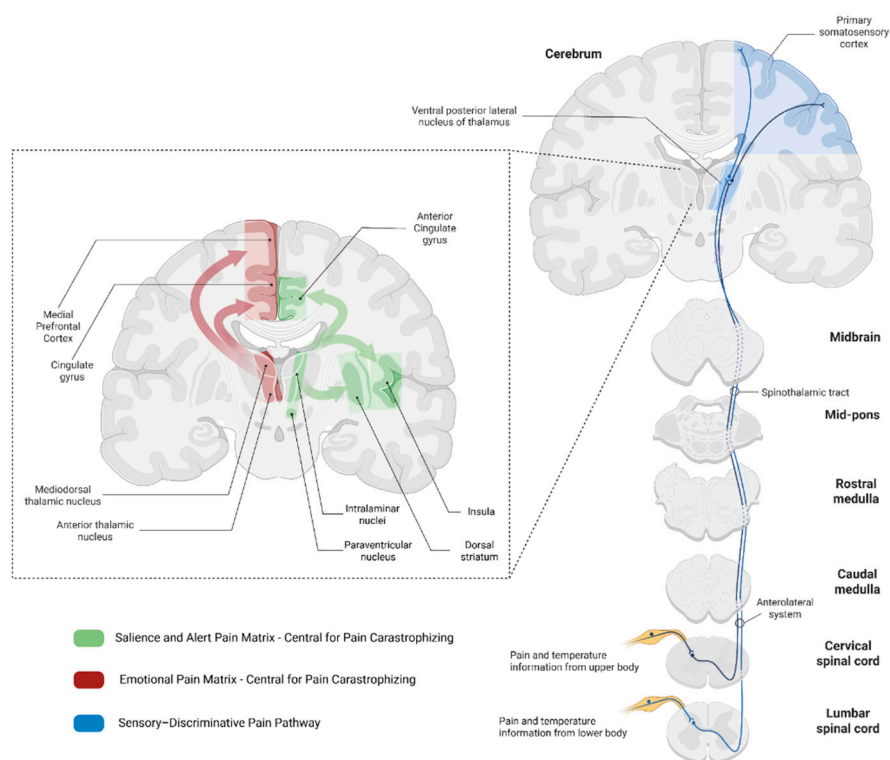 Cerebrum
Primary
somatosensory
cortex
Ventral posterior lateral
nucleus of thalamus
Anterior
Cingulate
gyrus
Medial
Prefrontal
Cortex
Cingulate
gyrus
Mediodorsal
thalamic nucleus
Anterior thalamic
nucleus
Intralaminar
nuclei
Paraventricular
nucleus
Insula
Dorsal
striatum
Midbrain
Spinothalamic tract
Mid-pons
Rostral
medulla
Caudal
medulla
Anterolateral
system
Cervical
spinal cord
Pain and temperature
information from upper body
Lumbar
spinal cord
Pain and temperature
information from lower body
Salience and Alert Pain Matrix - Central for Pain Carastrophizing
Emotional Pain Matrix - Central for Pain Carastrophizing
Sensory–Discriminative Pain Pathway